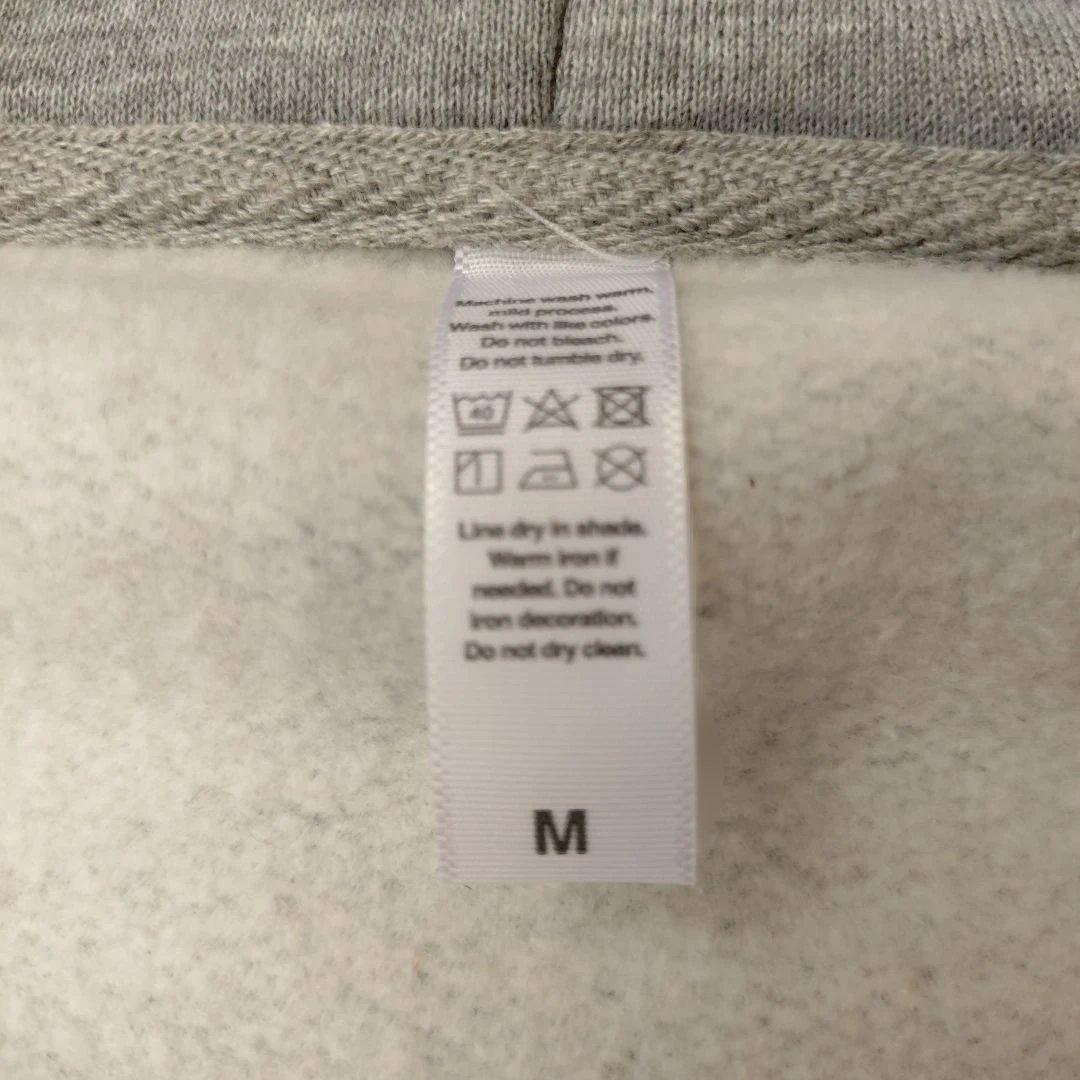 Machine wash warm,
mild process.
Wash with like colors.
Do not bleach.
Do not tumble dry.
40
Line dry in shade.
Warm iron if
needed. Do not
iron decoration.
Do not dry clean.
M